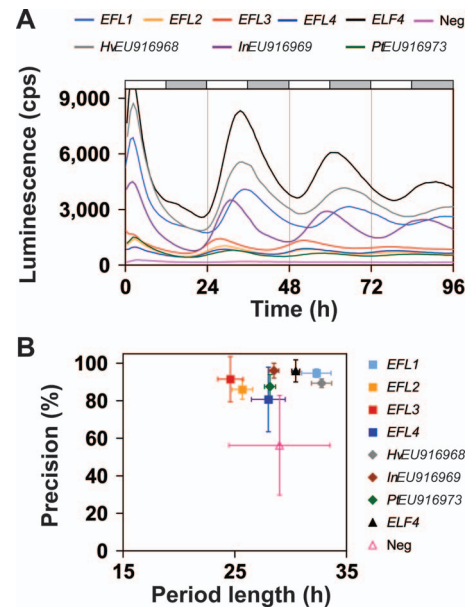 A
EFL1 EFL2 EFL3 EFL4 ELF4 Neg
HvEU916968 InEU916969 PtEU916973
9,000
6,000
3,000
0
Luminescence (cps)
0 24 48 72 96
Time (h)
B
100
80
60
40
20
0
Precision (%)
15 25 35
Period length (h)
EFL1
EFL2
EFL3
EFL4
HvEU916968
InEU916969
PtEU916973
ELF4
Neg